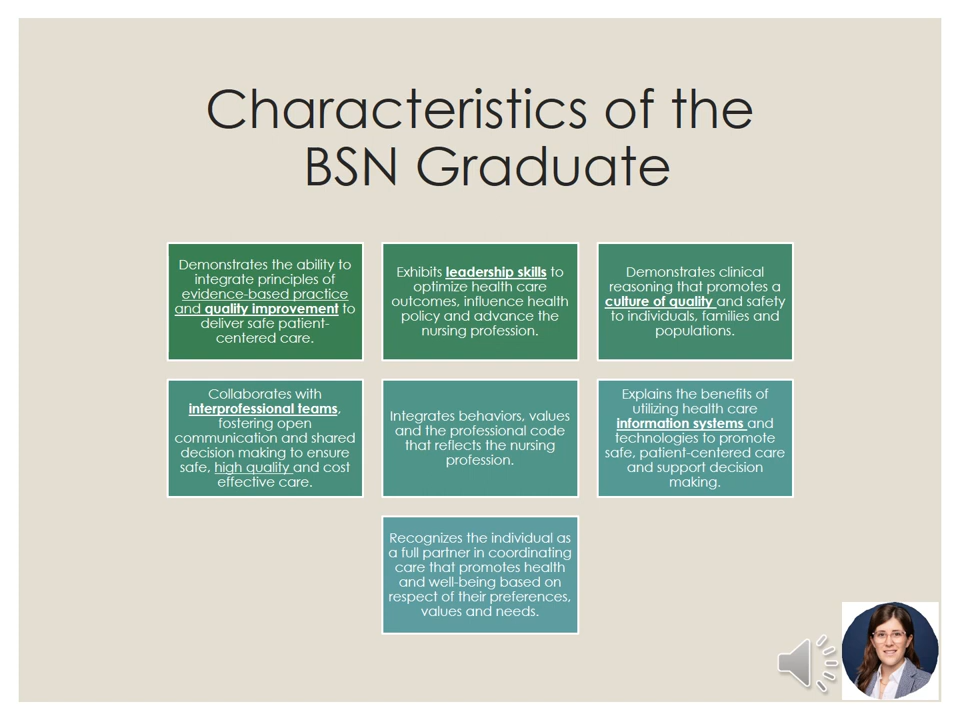 Characteristics of the
BSN Graduate
Demonstrates the ability to
integrate principles of
evidence-based practice
and quality improvement to
deliver safe patient-
centered care.
Exhibits leadership skills to
optimize health care
outcomes, influence health
policy and advance the
nursing profession.
Demonstrates clinical
reasoning that promotes a
culture of quality and safety
to individuals, families and
populations.
Collaborates with
interprofessional teams,
fostering open
communication and shared
decision making to ensure
safe, high quality and cost
effective care.
Integrates behaviors, values
and the professional code
that reflects the nursing
profession.
Explains the benefits of
utilizing health care
information systems and
technologies to promote
safe, patient-centered care
and support decision
making.
Recognizes the individual as
a full partner in coordinating
care that promotes health
and well-being based on
respect of their preferences,
values and needs.